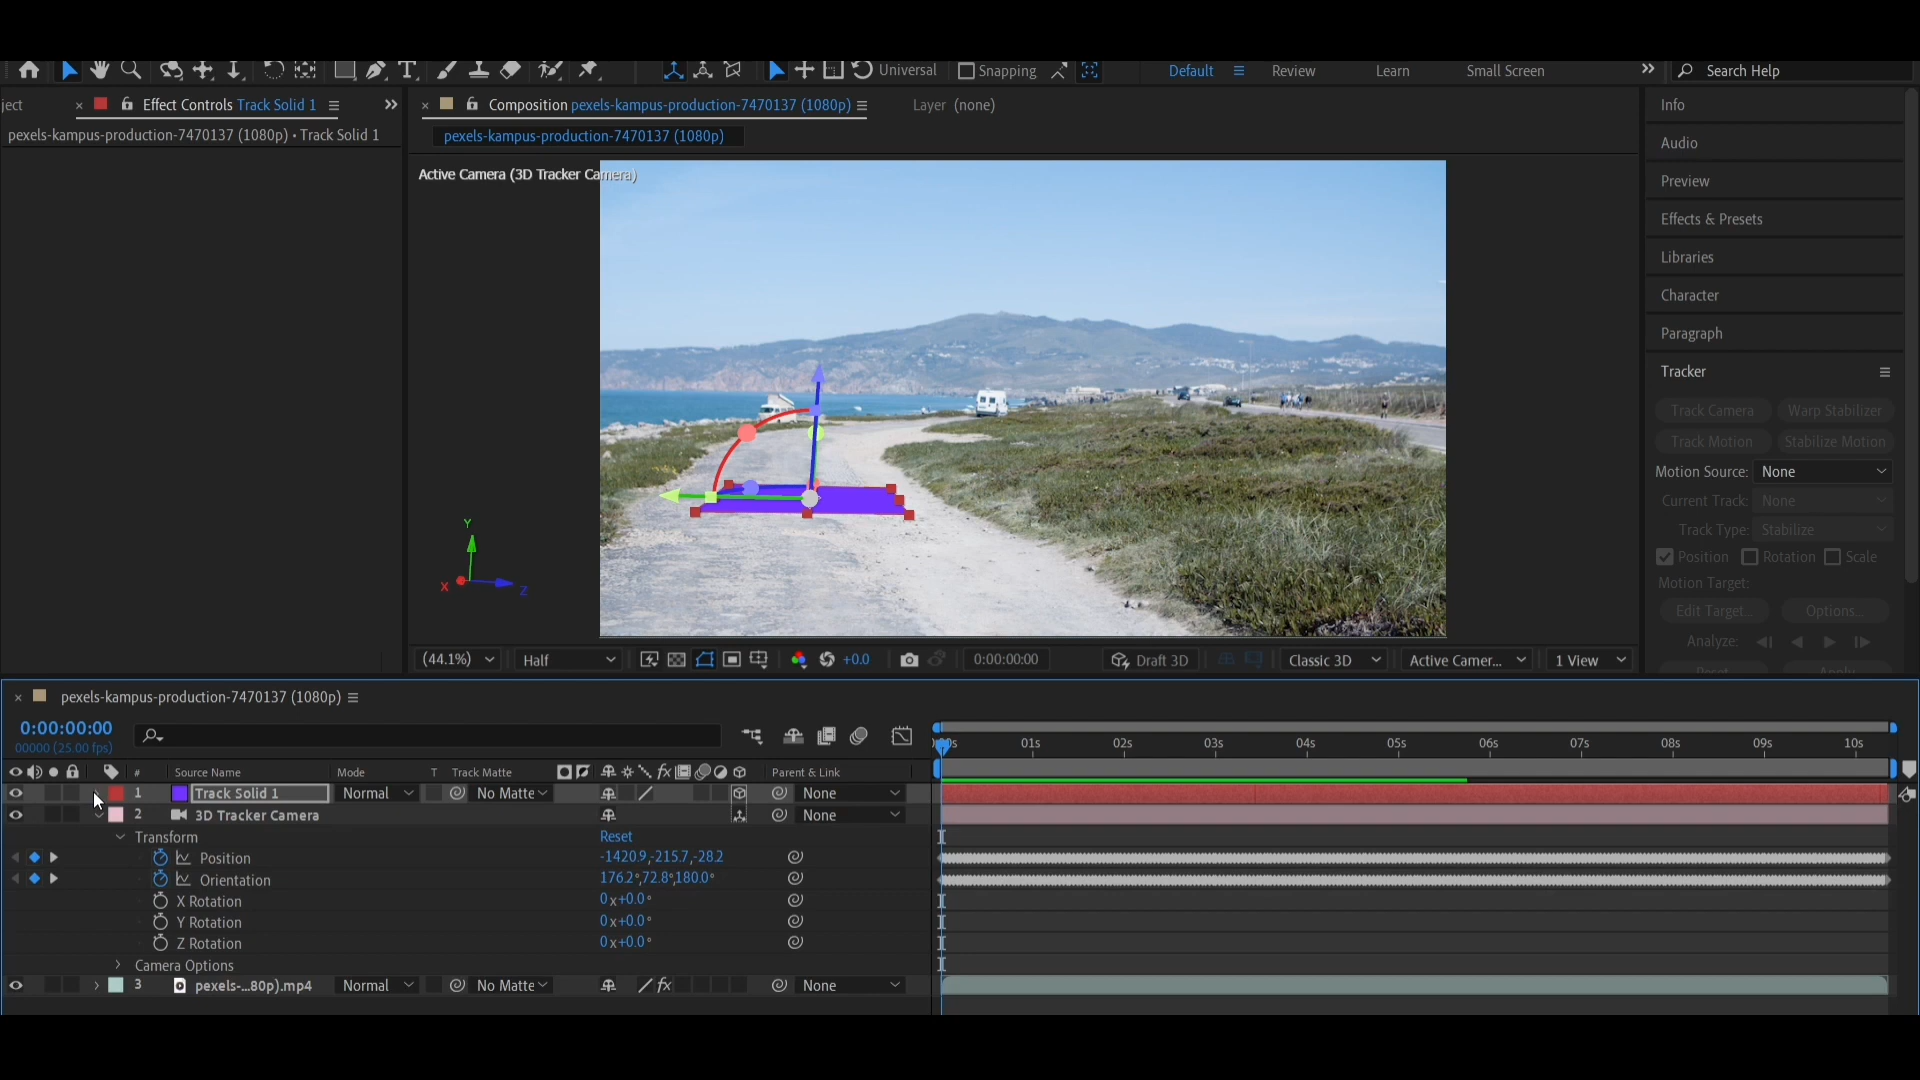 Universal
Snapping
Default
Review
Learn
Small Screen
Search Help
ject
Effect Controls Track Solid 1
Composition pexels-kampus-production-7470137 (1080p)
Layer (none)
Info
pexels-kampus-production-7470137 (1080p) • Track Solid 1
pexels-kampus-production-7470137 (1080p)
Audio
Active Camera (3D Tracker Camera)
Preview
Effects & Presets
Libraries
Character
Paragraph
Tracker
Track Camera
Warp Stabilizer
Track Motion
Stabilize Motion
Motion Source: None
Current Track: None
Track Type: Stabilize
Position Rotation Scale
Motion Target:
Edit Target...
Options...
Analyze:
Reset
Apply
Y
X
Z
(44.1%)
Half
+0.0
0:00:00:00
Draft 3D
Classic 3D
Active Camer...
1 View
pexels-kampus-production-7470137 (1080p)
0:00:00:00
00000 (25.00 fps)
01s 02s 03s 04s 05s 06s 07s 08s 09s 10s
# Source Name Mode T Track Matte fx Parent & Link
1 Track Solid 1 Normal No Matte None
2 3D Tracker Camera None
Transform Reset
Position -1420.9,-215.7,-28.2
Orientation 176.2°,72.8°,180.0°
X Rotation 0x+0.0°
Y Rotation 0x+0.0°
Z Rotation 0x+0.0°
Camera Options
3 pexels-...80p).mp4 Normal No Matte fx None